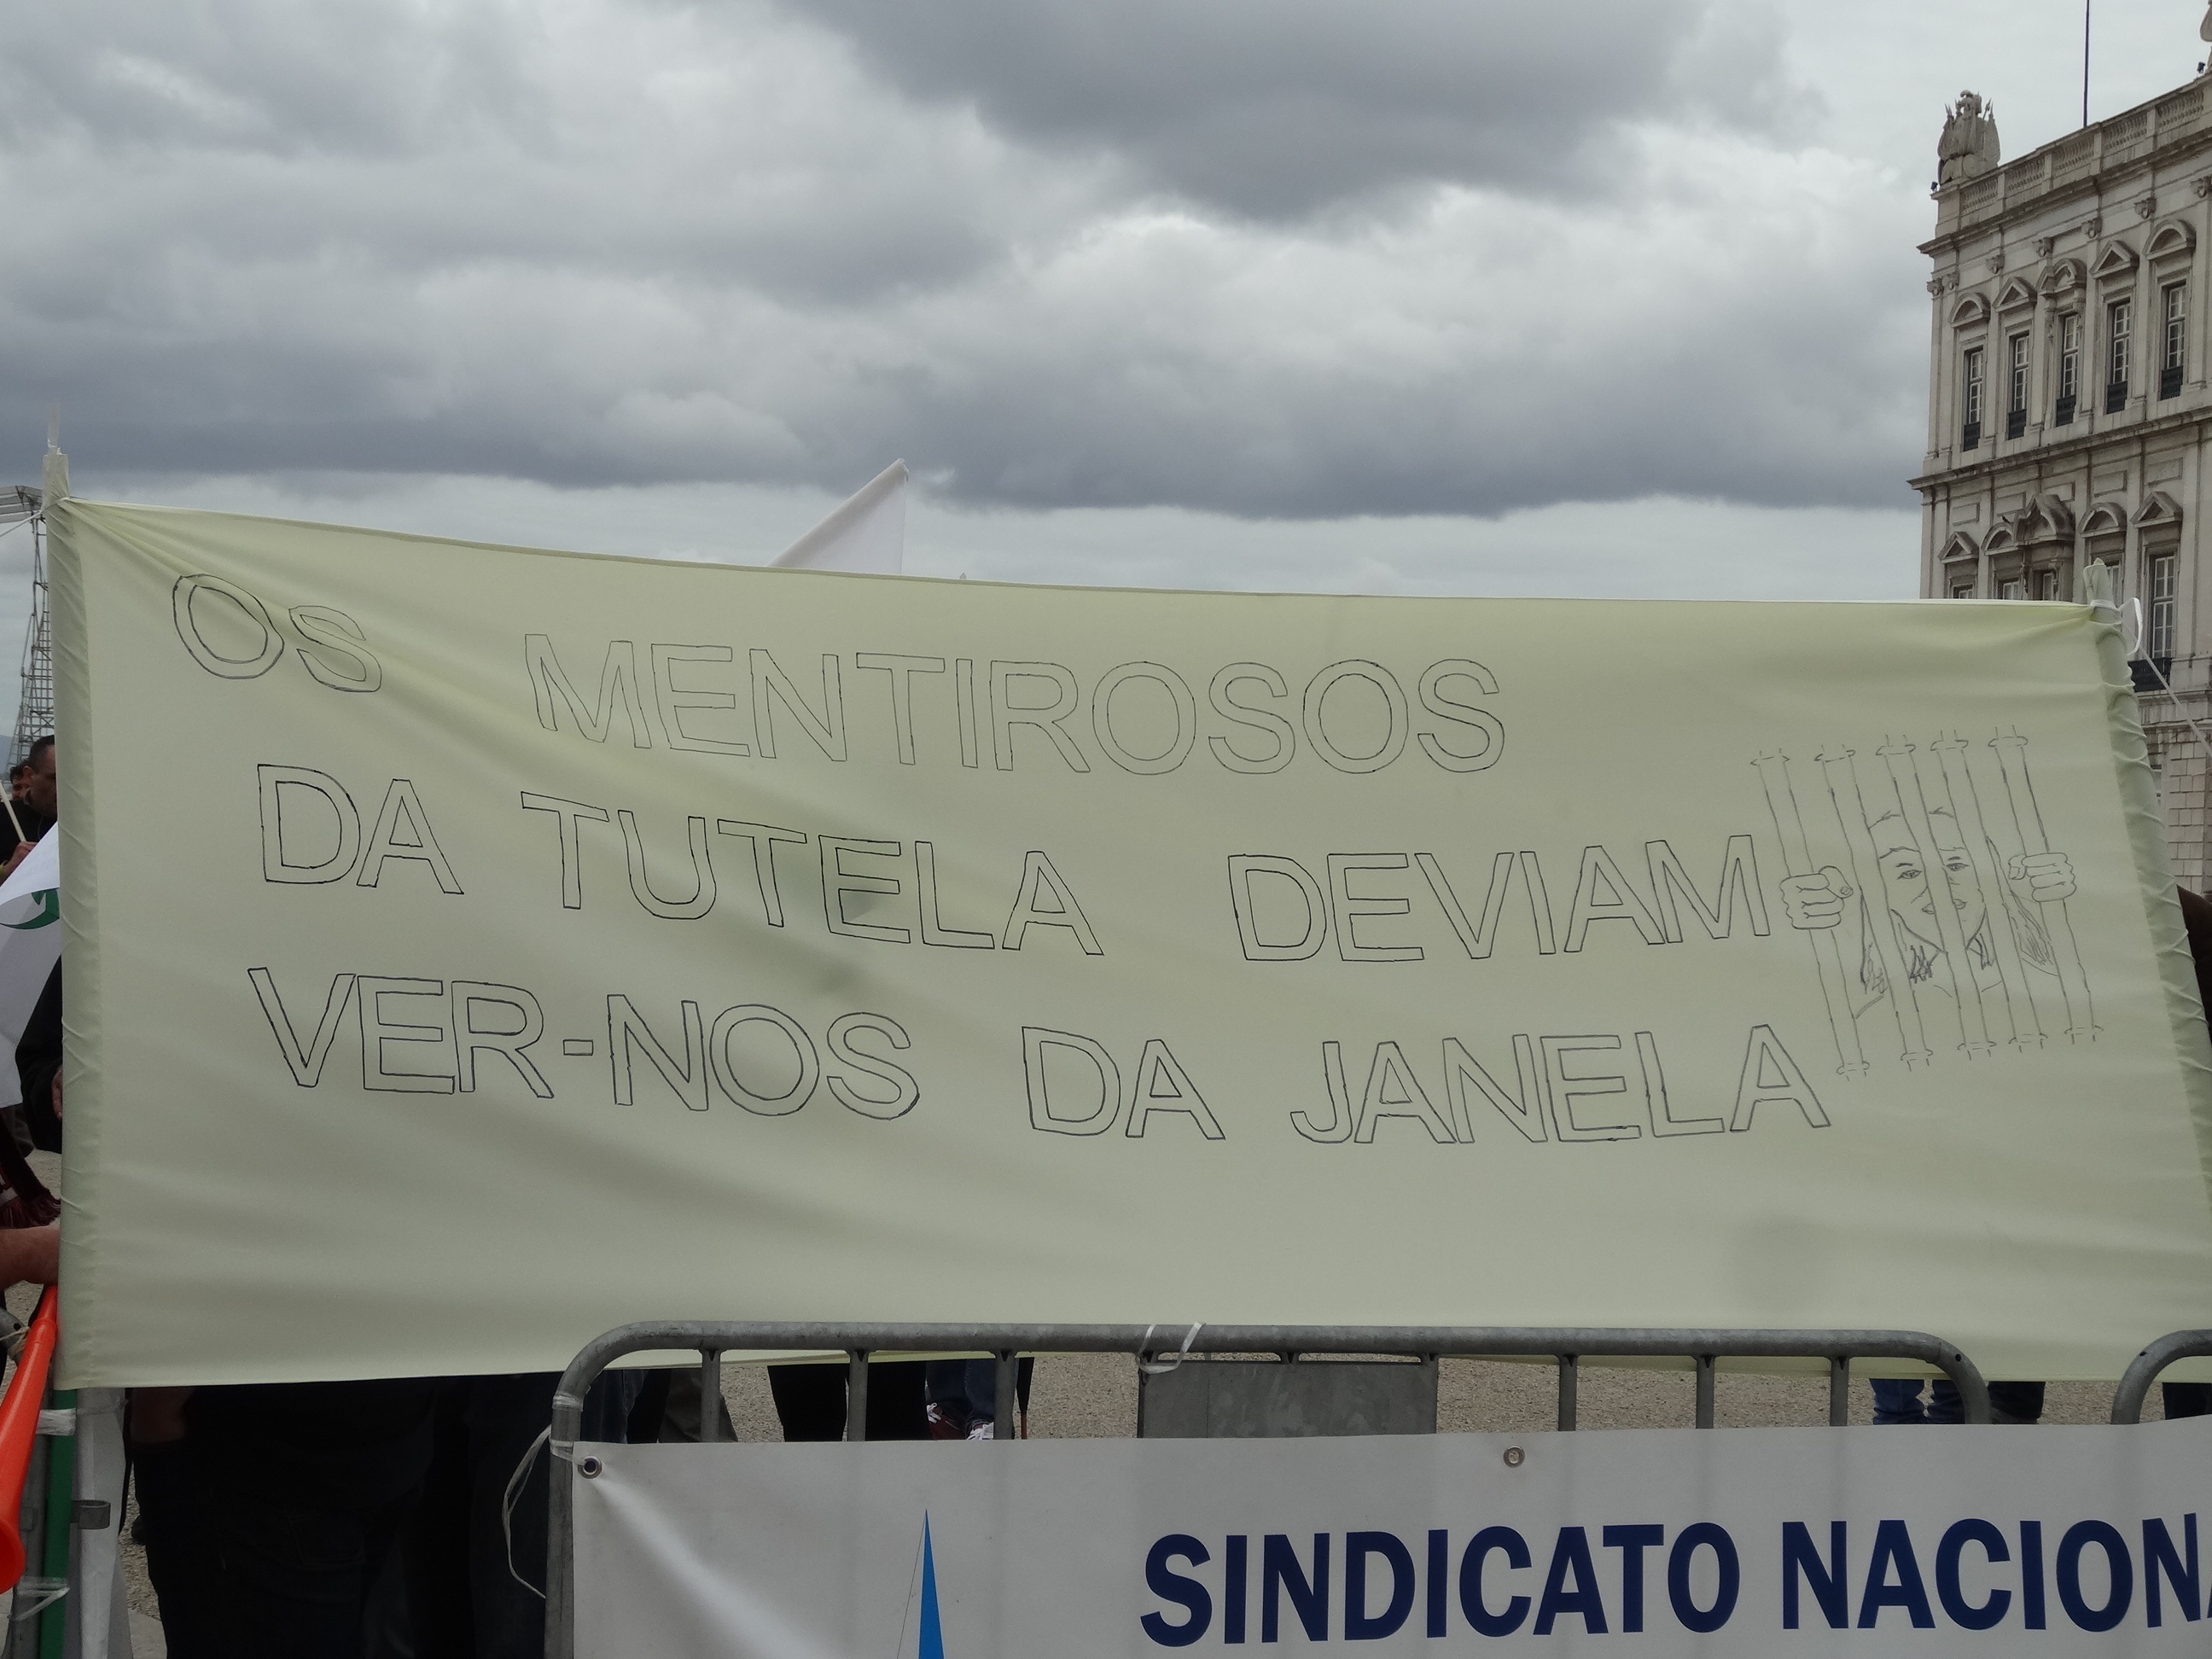 OS MENTIROSOS
DA TUTELA DEVIAM
VER-NOS DA JANELA
SINDICATO NACION